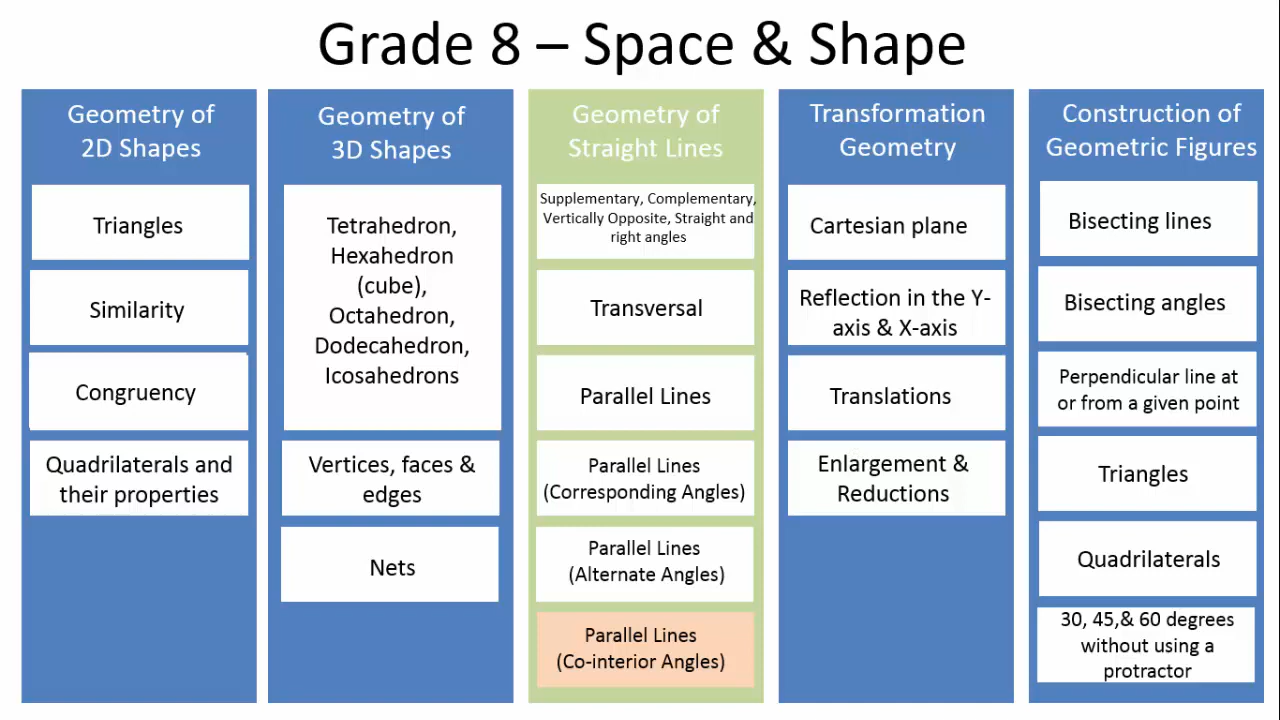 Grade 8 – Space & Shape
Geometry of
2D Shapes
Triangles
Similarity
Congruency
Quadrilaterals and
their properties
Geometry of
3D Shapes
Tetrahedron,
Hexahedron
(cube),
Octahedron,
Dodecahedron,
Icosahedrons
Vertices, faces &
edges
Nets
Geometry of
Straight Lines
Supplementary, Complementary,
Vertically Opposite, Straight and
right angles
Transversal
Parallel Lines
Parallel Lines
(Corresponding Angles)
Parallel Lines
(Alternate Angles)
Parallel Lines
(Co-interior Angles)
Transformation
Geometry
Cartesian plane
Reflection in the Y-
axis & X-axis
Translations
Enlargement &
Reductions
Construction of
Geometric Figures
Bisecting lines
Bisecting angles
Perpendicular line at
or from a given point
Triangles
Quadrilaterals
30, 45,& 60 degrees
without using a
protractor